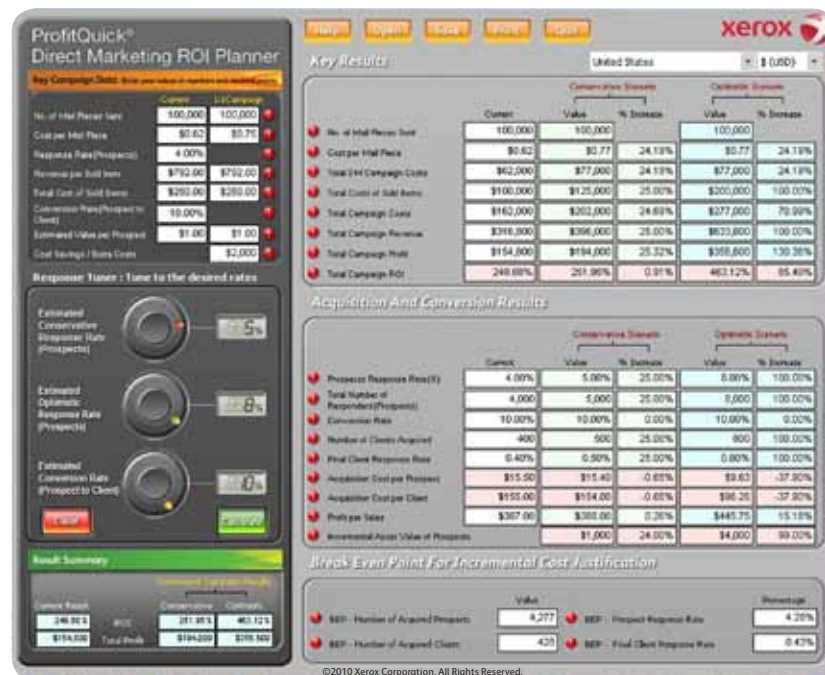 ProfitQuick®
Direct Marketing ROI Planner
Help Open Save Print Quit
xerox
Key Results
United States $ (USD)
Key Campaign Data:
Current
No. of Mail Pieces Sent 100,000 100,000
Cost per Mail Piece $0.62 $0.75
Response Rate(Prospects) 4.00%
Revenue per Sold Item $792.00 $792.00
Total Cost of Sold Items $250.00 $250.00
Conversion Rate(Prospect to Client) 10.00%
Estimated Value per Prospect $1.00 $1.00
Cost Savings / Extra Costs $2,000
Response Tuner : Tune to the desired rates
Estimated
Conservative
Response Rate
(Prospects)
5%
Estimated
Optimistic
Response Rate
(Prospects)
8%
Estimated
Conversion Rate
(Prospect to Client)
Clear
Result Summary
Current Result Conservative
ROI
Total Profit
Conservative Scenario Optimistic Scenario
Current Value % Increase Value % Increase
No. of Mail Pieces Sent 100,000 100,000 100,000
Cost per Mail Piece $0.62 $0.77 24.19% $0.77 24.19%
Total DM Campaign Costs $62,000 $77,000 24.19% $77,000 24.19%
Total Costs of Sold Items $100,000 $125,000 25.00% $200,000 100.00%
Total Campaign Costs $162,000 $202,000 24.69% $277,000 70.99%
Total Campaign Revenue $316,800 $396,000 25.00% $633,600 100.00%
Total Campaign Profit $154,800 $194,000 25.32% $356,600 130.36%
Total Campaign ROI 249.68% 251.95% 0.91% 463.12% 85.49%
Acquisition And Conversion Results
Conservative Scenario Optimistic Scenario
Current Value % Increase Value % Increase
Prospects Response Rate(%) 4.00% 5.00% 25.00% 8.00% 100.00%
Total Number of
Responders(Prospects) 4,000 5,000 25.00% 8,000 100.00%
Conversion Rate 10.00% 10.00% 0.00% 10.00% 0.00%
Number of Clients Acquired 400 500 25.00% 800 100.00%
Final Client Response Rate 0.40% 0.50% 25.00% 0.80% 100.00%
Acquisition Cost per Prospect $15.50 $15.40 -0.65% $9.63 -37.90%
Acquisition Cost per Client $155.00 $154.00 -0.65% $96.25 -37.90%
Profit per Sales $387.00 $388.00 0.26% $445.75 15.18%
Incremental Asset Value of Prospects $1,000 24.00% $4,000 99.00%
Break Even Point For Incremental Cost Justification
Value Percentage
BEP - Number of Acquired Prospects 4,277 BEP - Prospect Response Rate 4.28%
BEP - Number of Acquired Clients 428 BEP - Final Client Response Rate 0.43%
©2010 Xerox Corporation. All Rights Reserved.